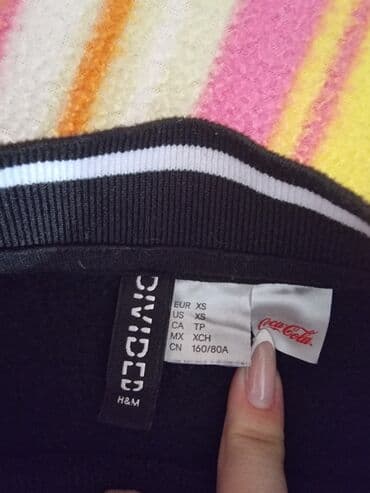 DIVIDED
H&M
EUR XS
US XS
CA TP
MX XCH
CN 160/80A
Coca-Cola